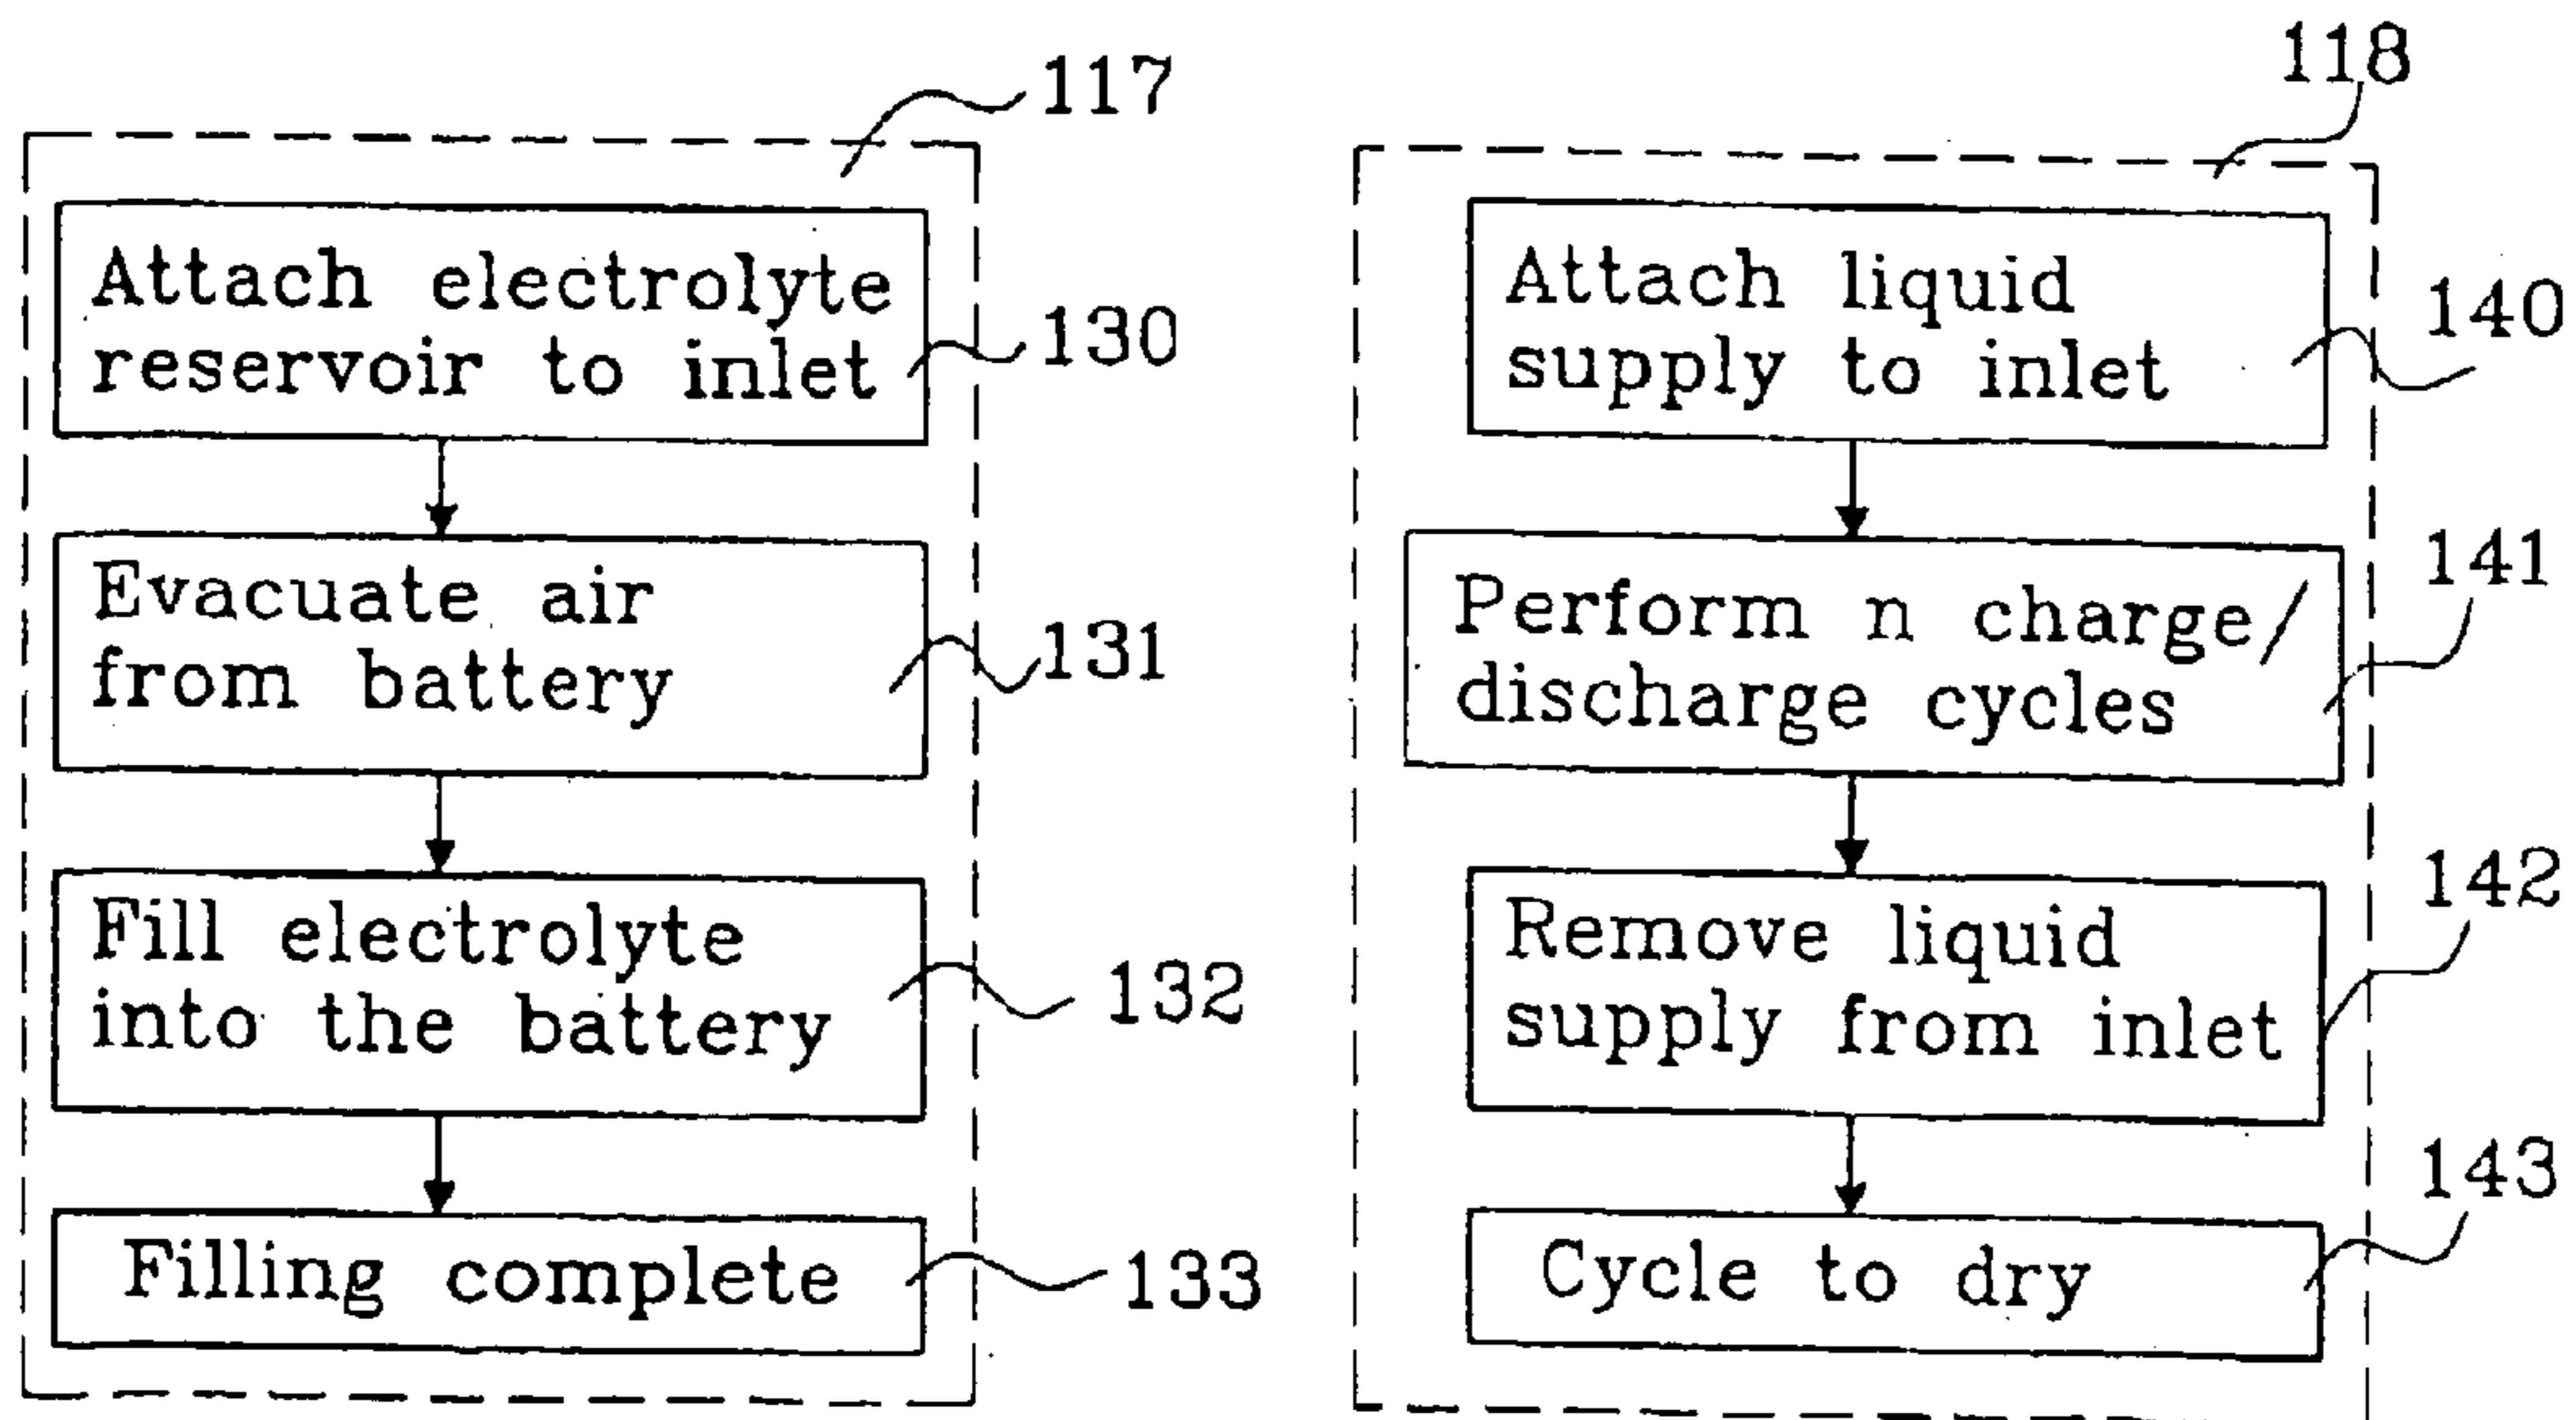 117
Attach electrolyte
reservoir to inlet
130
Evacuate air
from battery
131
Fill electrolyte
into the battery
132
Filling complete
133
118
Attach liquid
supply to inlet
140
Perform n charge/
discharge cycles
141
Remove liquid
supply from inlet
142
Cycle to dry
143